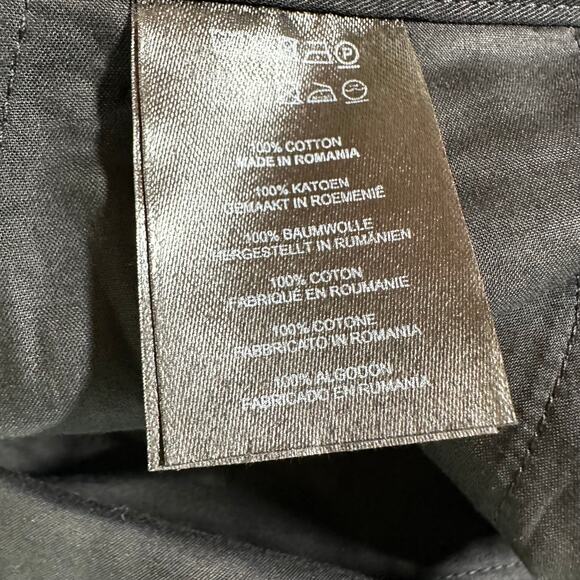 P
100% COTTON
MADE IN ROMANIA
100% KATOEN
GEMAAKT IN ROEMENIË
100% BAUMWOLLE
HERGESTELLT IN RUMÄNIEN
100% COTON
FABRIQUÉ EN ROUMANIE
100% COTONE
FABBRICATO IN ROMANIA
100% ALGODON
FABRICADO EN RUMANIA